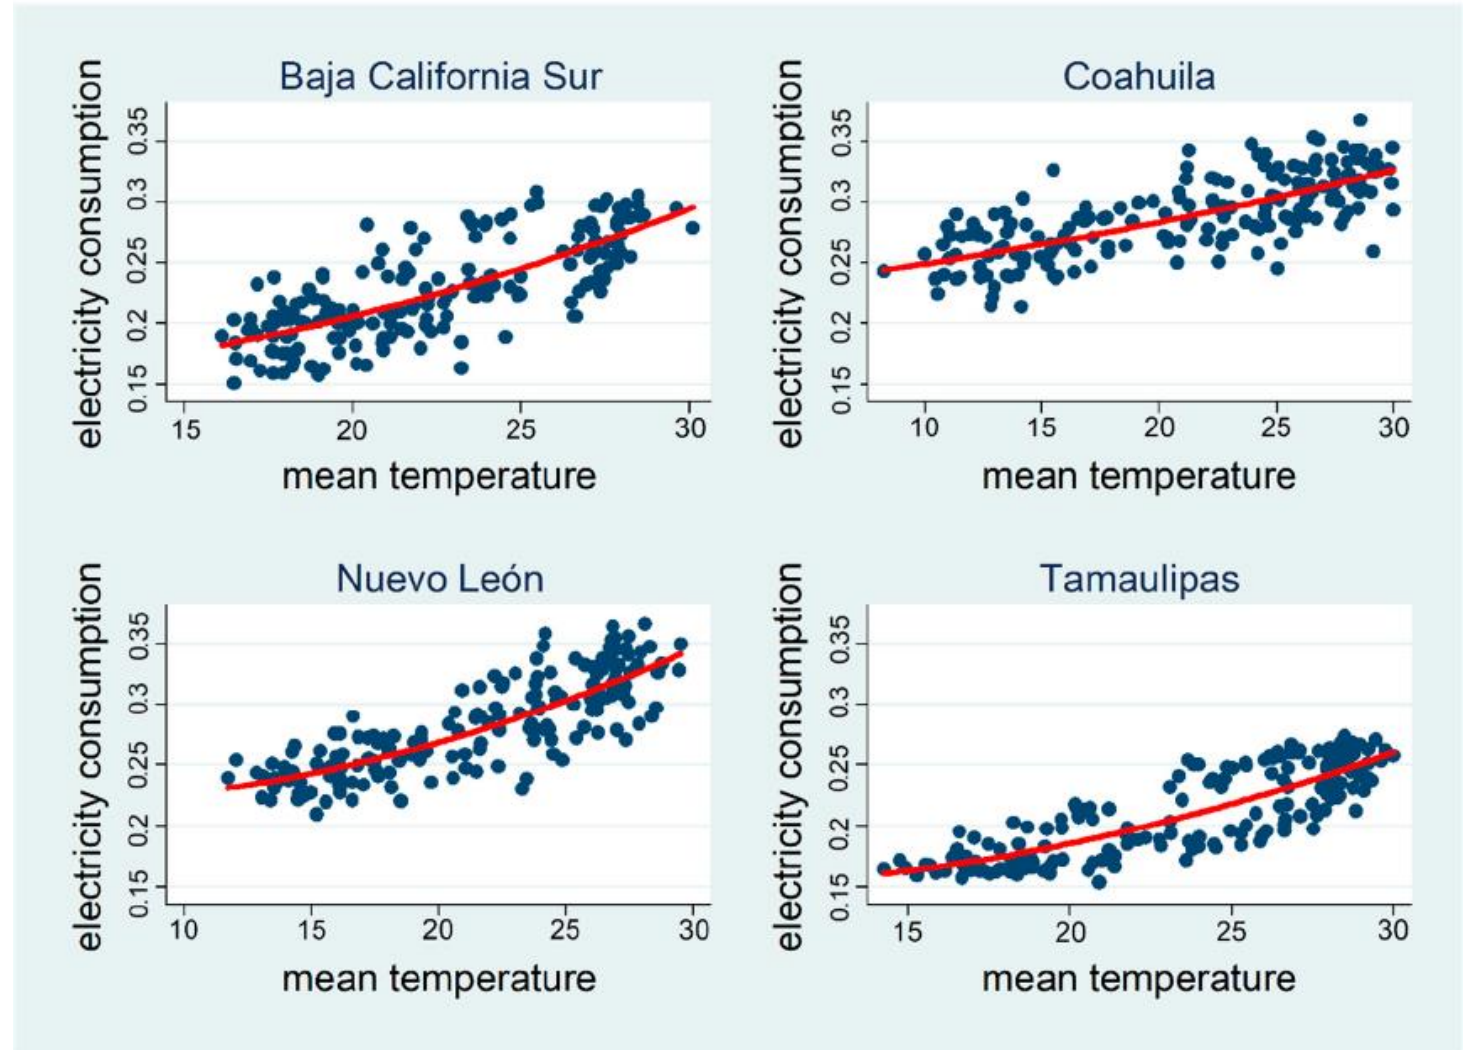 Baja California Sur
electricity consumption
0.35
0.3
0.25
0.2
0.15
15 20 25 30
mean temperature
Coahuila
electricity consumption
0.35
0.3
0.25
0.2
0.15
10 15 20 25 30
mean temperature
Nuevo León
electricity consumption
0.35
0.3
0.25
0.2
0.15
10 15 20 25 30
mean temperature
Tamaulipas
electricity consumption
0.35
0.3
0.25
0.2
0.15
15 20 25 30
mean temperature